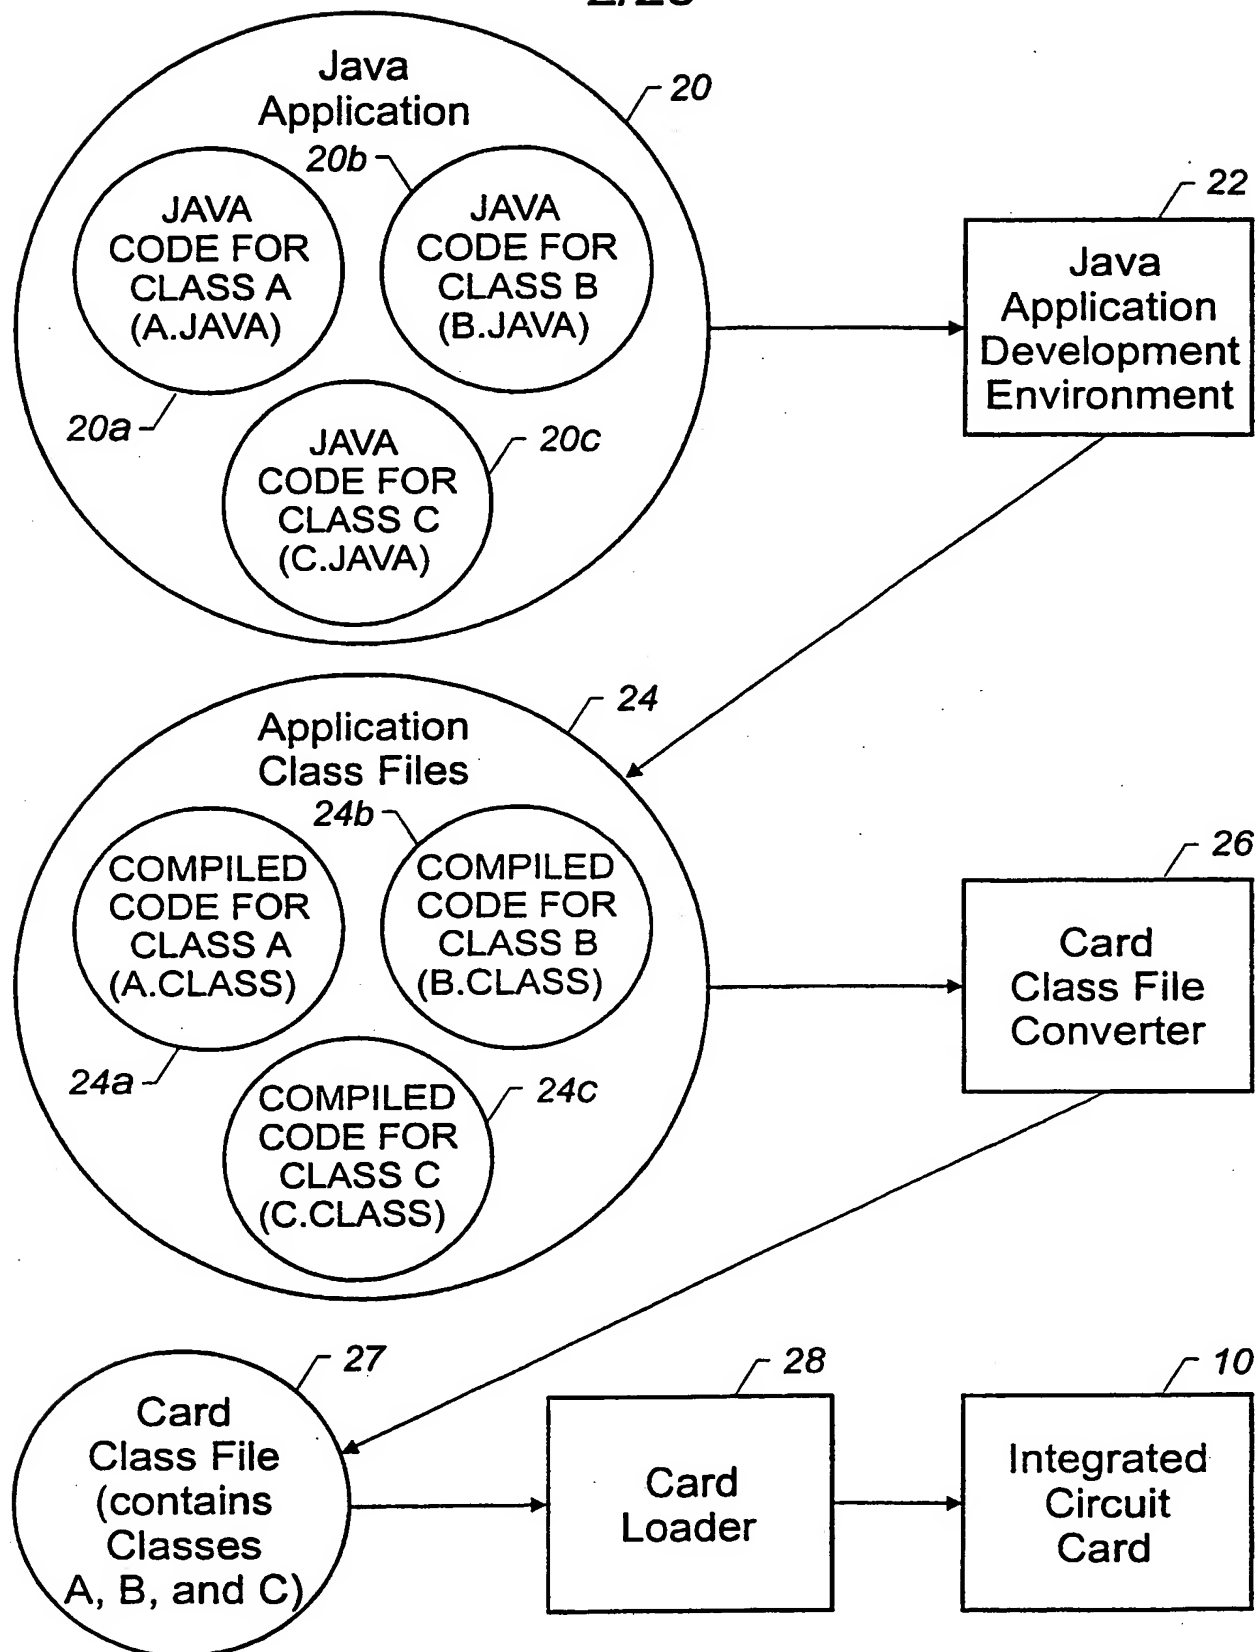 Java
Application
20
20b
JAVA
CODE FOR
CLASS A
(A.JAVA)
JAVA
CODE FOR
CLASS B
(B.JAVA)
20a
JAVA
CODE FOR
CLASS C
(C.JAVA)
20c
22
Java
Application
Development
Environment
Application
Class Files
24
24b
COMPILED
CODE FOR
CLASS A
(A.CLASS)
COMPILED
CODE FOR
CLASS B
(B.CLASS)
24a
COMPILED
CODE FOR
CLASS C
(C.CLASS)
24c
26
Card
Class File
Converter
27
Card
Class File
(contains
Classes
A, B, and C)
28
Card
Loader
10
Integrated
Circuit
Card